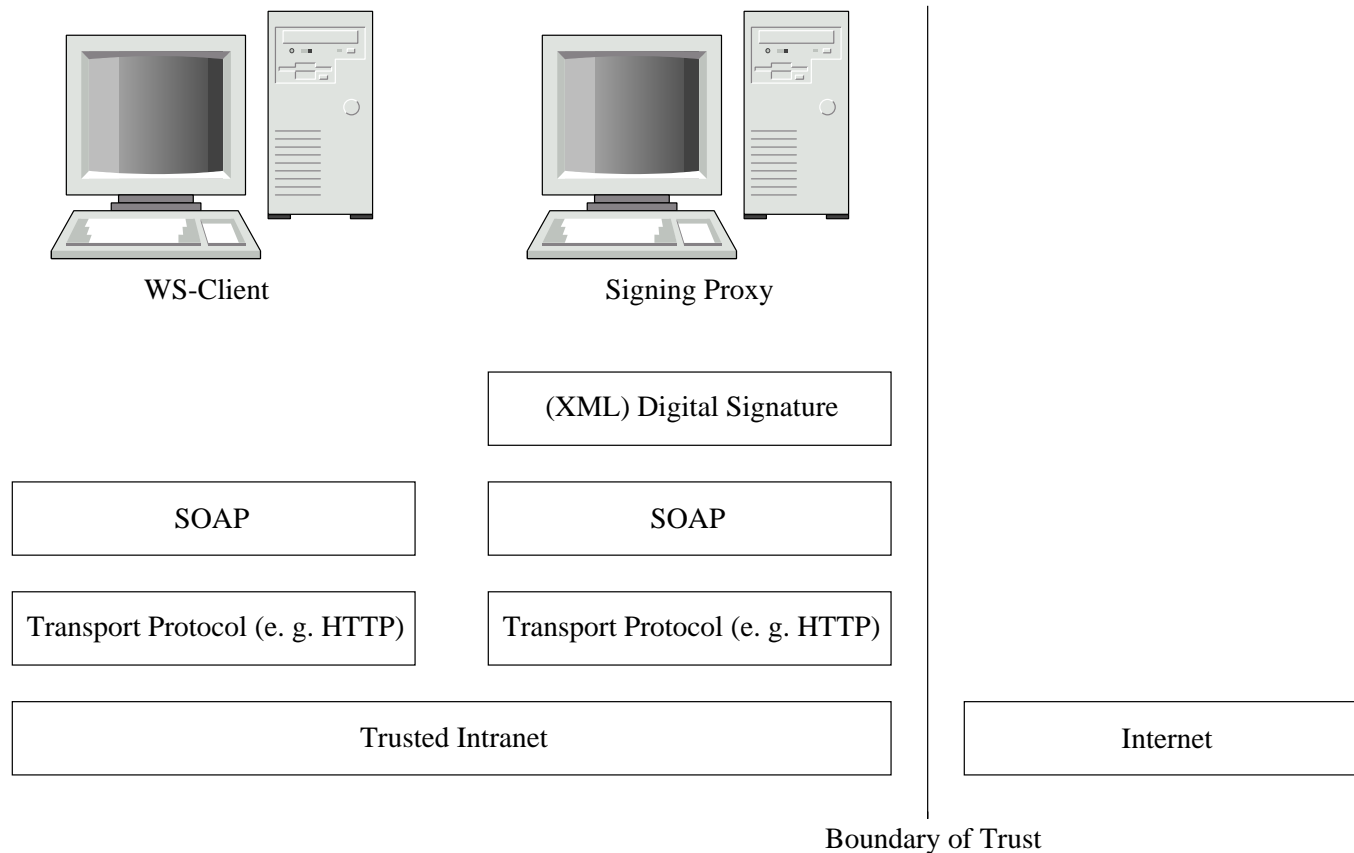 WS-Client
Signing Proxy
(XML) Digital Signature
SOAP
SOAP
Transport Protocol (e. g. HTTP)
Transport Protocol (e. g. HTTP)
Trusted Intranet
Internet
Boundary of Trust